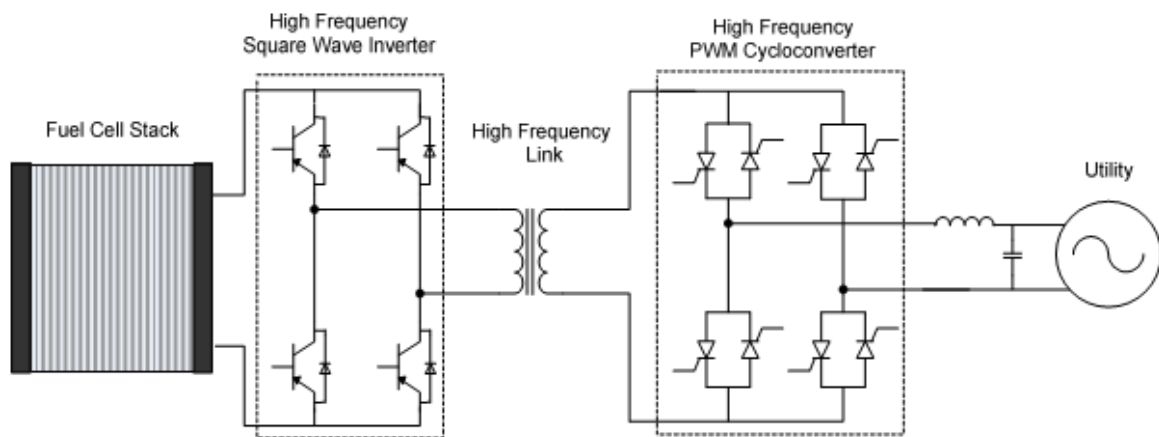 High Frequency
Square Wave Inverter
High Frequency
PWM Cycloconverter
Fuel Cell Stack
High Frequency
Link
Utility